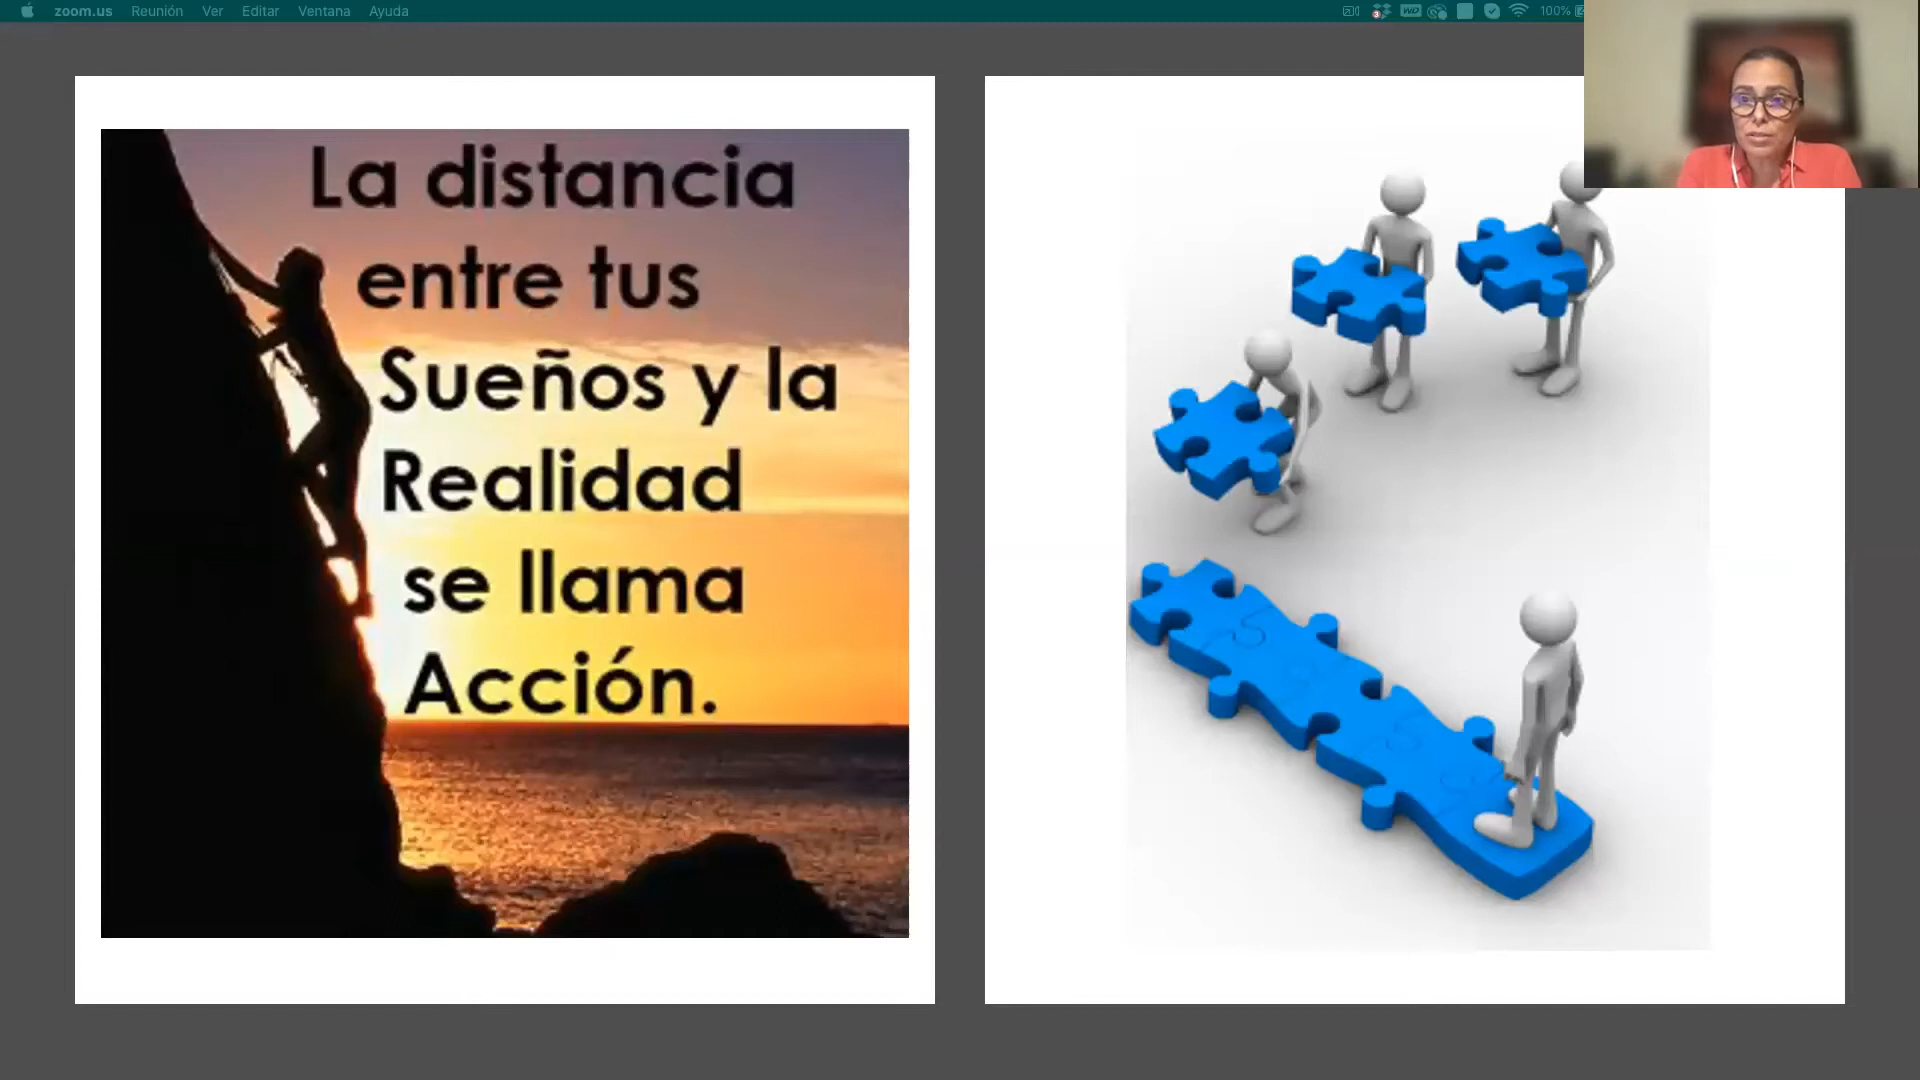 zoom.us Reunión Ver Editar Ventana Ayuda
100%
La distancia
entre tus
Sueños y la
Realidad
se llama
Acción.